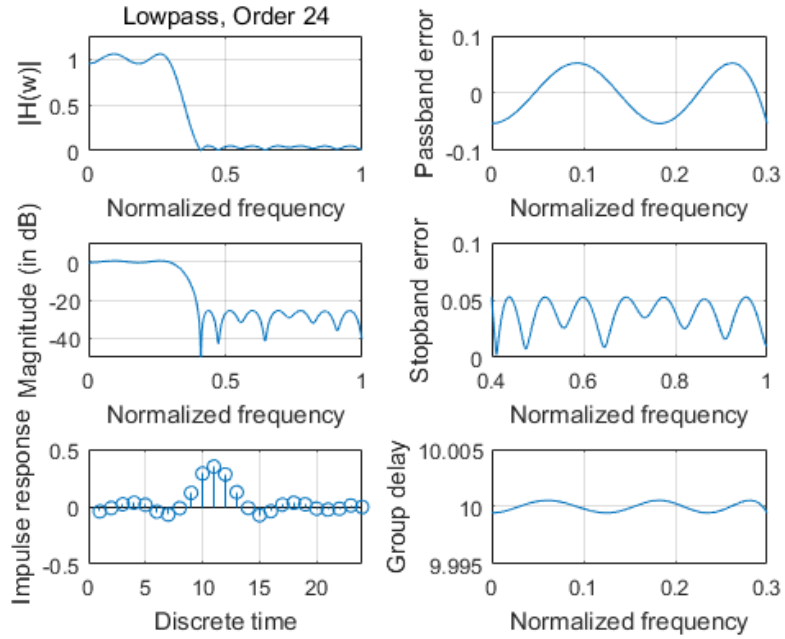 Lowpass, Order 24
|H(w)|
1
0.5
0
0 0.5 1
Normalized frequency
Passband error
0.1
0
-0.1
0 0.1 0.2 0.3
Normalized frequency
Magnitude (in dB)
0
-20
-40
0 0.5 1
Normalized frequency
Stopband error
0.1
0.05
0
0.4 0.6 0.8 1
Normalized frequency
Impulse response
0.5
0
-0.5
0 5 10 15 20
Discrete time
Group delay
10.005
10
9.995
0 0.1 0.2 0.3
Normalized frequency